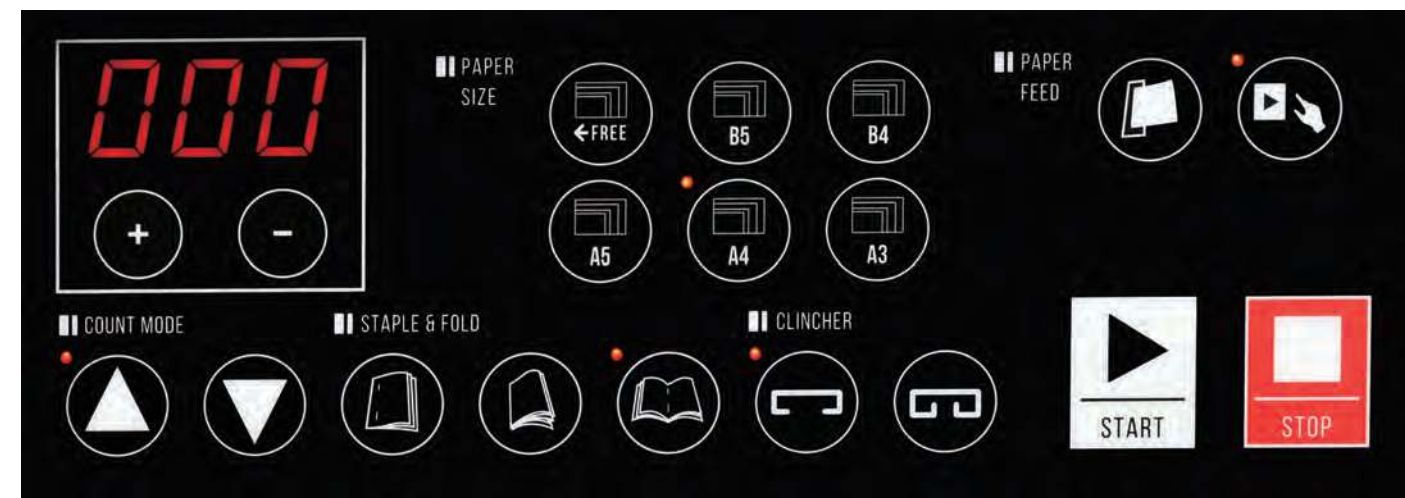 000
+ -
PAPER
SIZE
←FREE B5 B4
A5 A4 A3
PAPER
FEED
COUNT MODE
STAPLE & FOLD
CLINCHER
START
STOP